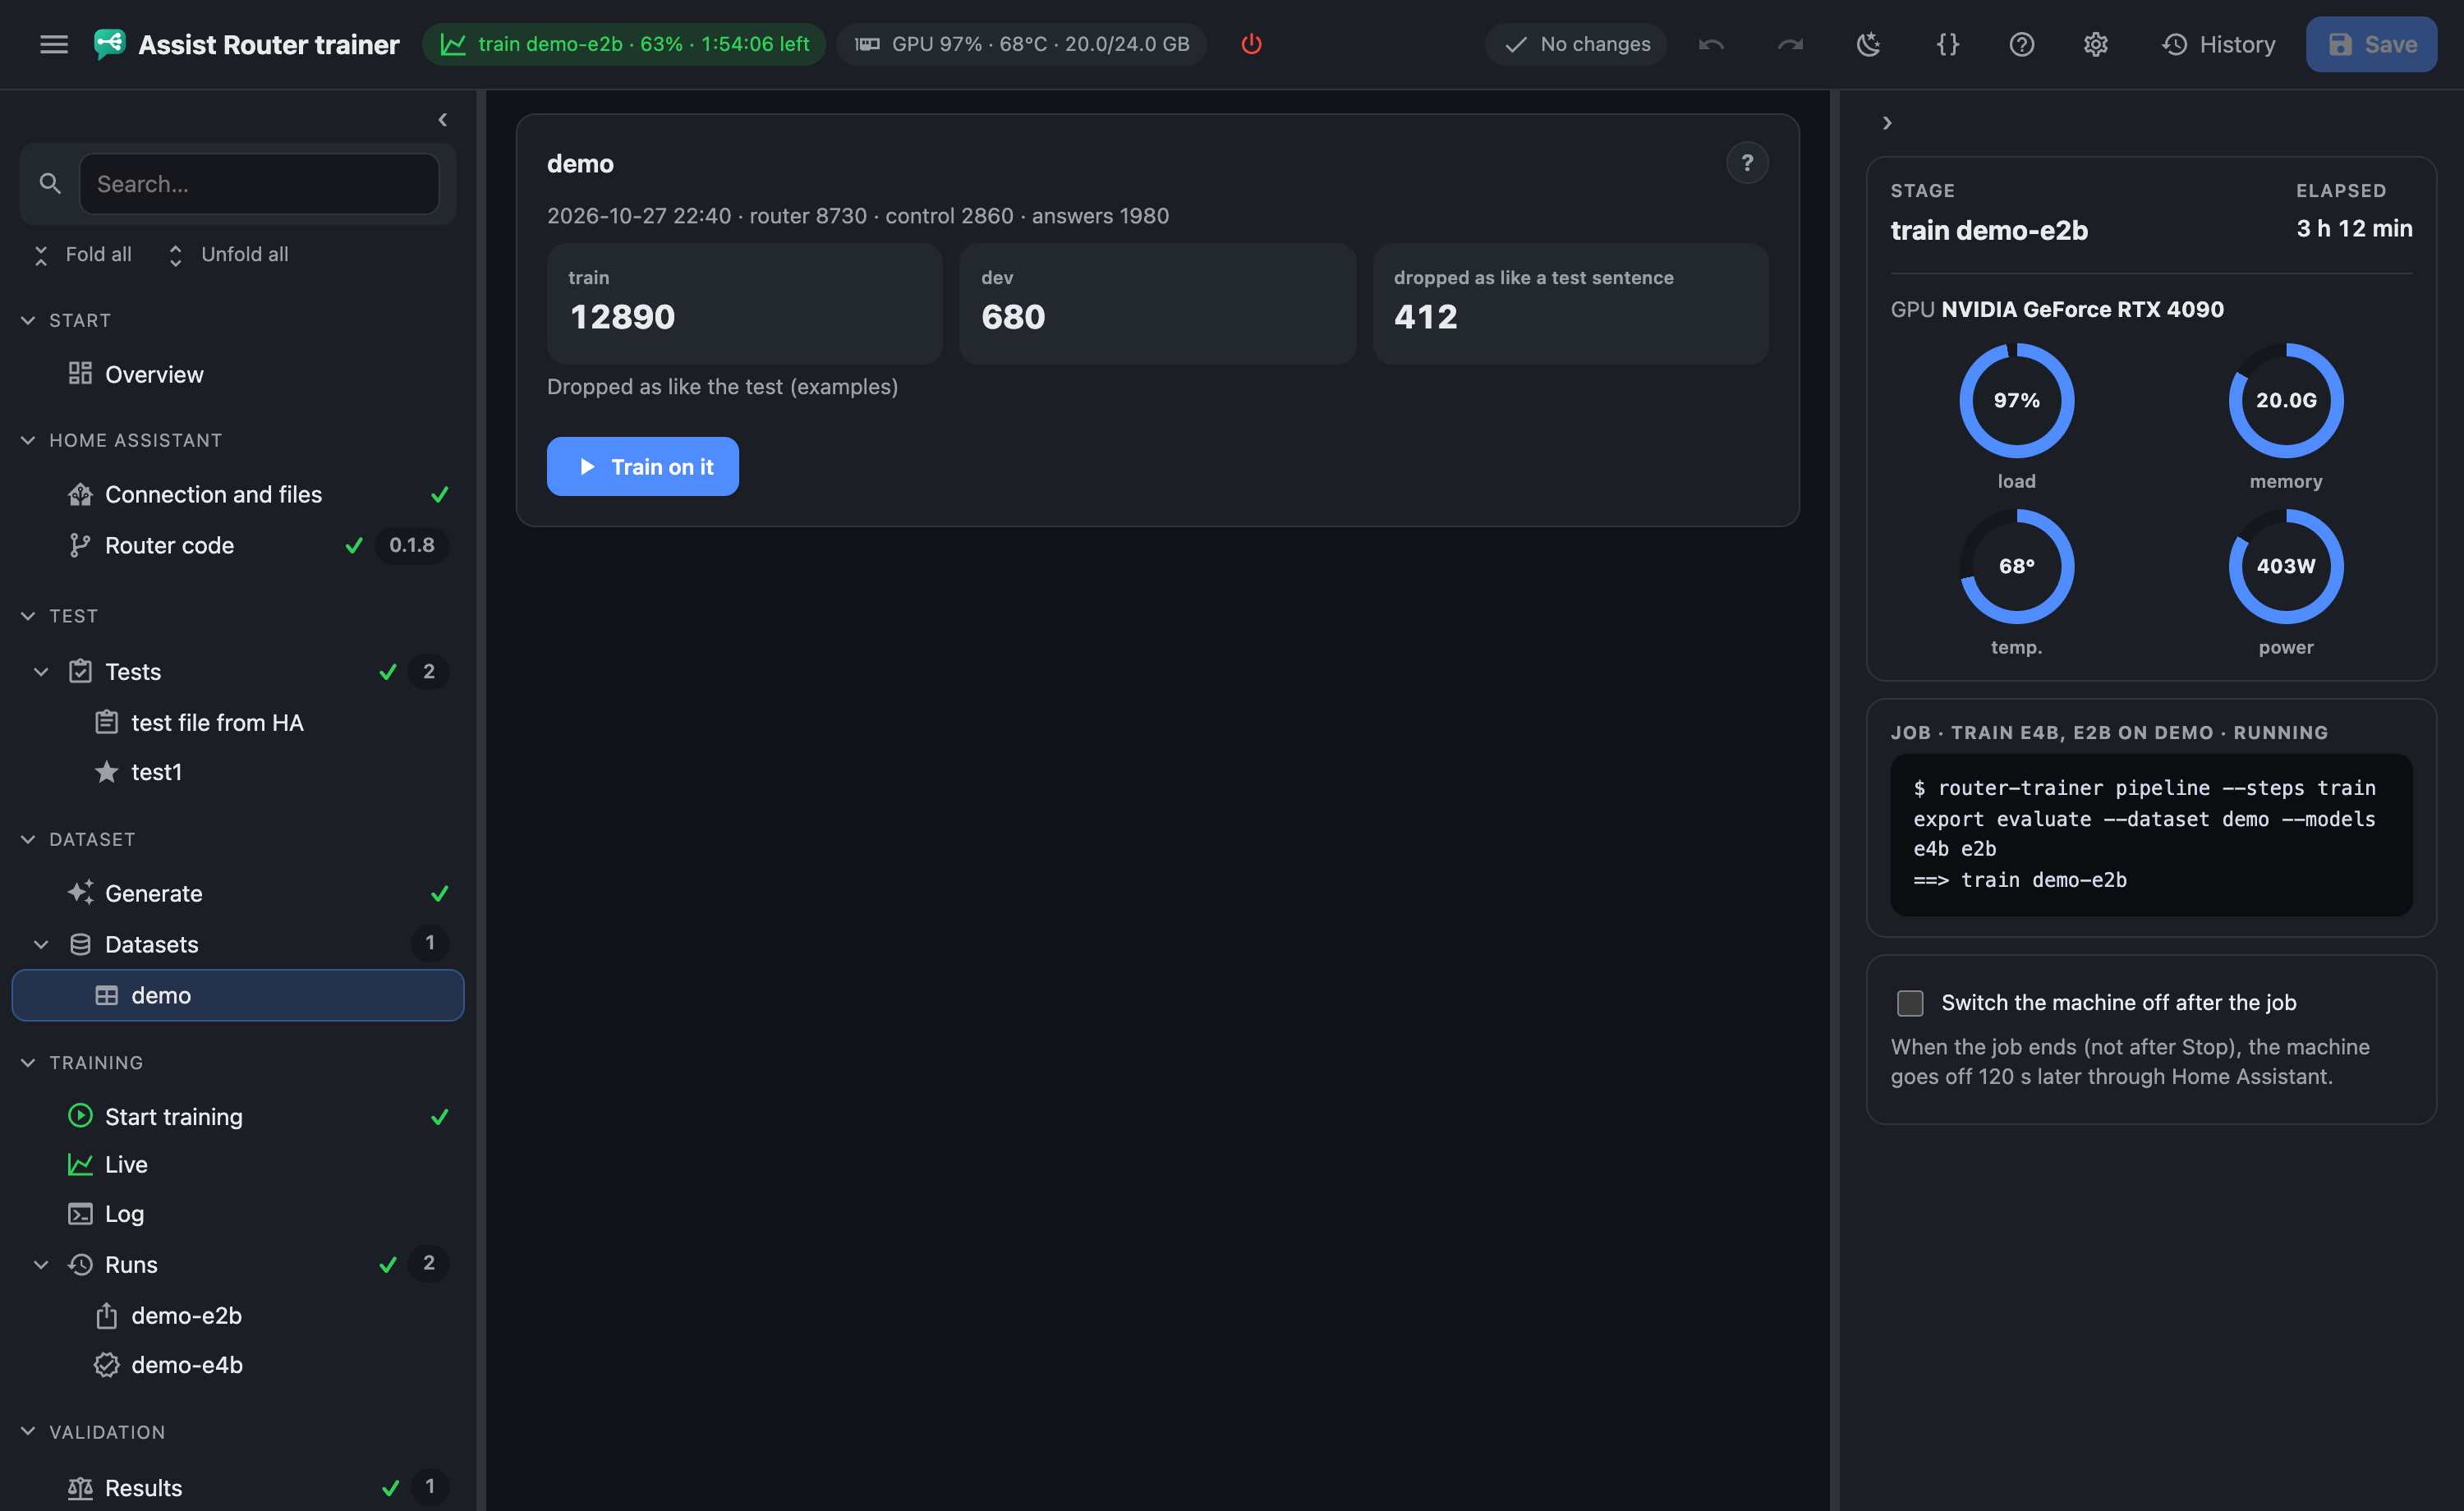 Assist Router trainer
train demo-e2b · 63% · 1:54:06 left
GPU 97% · 68°C · 20.0/24.0 GB
No changes
History
Save
Search...
Fold all
Unfold all
START
Overview
HOME ASSISTANT
Connection and files
Router code
0.1.8
TEST
Tests
2
test file from HA
test1
DATASET
Generate
Datasets
1
demo
TRAINING
Start training
Live
Log
Runs
2
demo-e2b
demo-e4b
VALIDATION
Results
1
demo
?
2026-10-27 22:40 · router 8730 · control 2860 · answers 1980
train
12890
dev
680
dropped as like a test sentence
412
Dropped as like the test (examples)
Train on it
STAGE
train demo-e2b
ELAPSED
3 h 12 min
GPU NVIDIA GeForce RTX 4090
97%
load
20.0G
memory
68°
temp.
403W
power
JOB · TRAIN E4B, E2B ON DEMO · RUNNING
$ router-trainer pipeline --steps train
export evaluate --dataset demo --models
e4b e2b
==> train demo-e2b
Switch the machine off after the job
When the job ends (not after Stop), the machine
goes off 120 s later through Home Assistant.